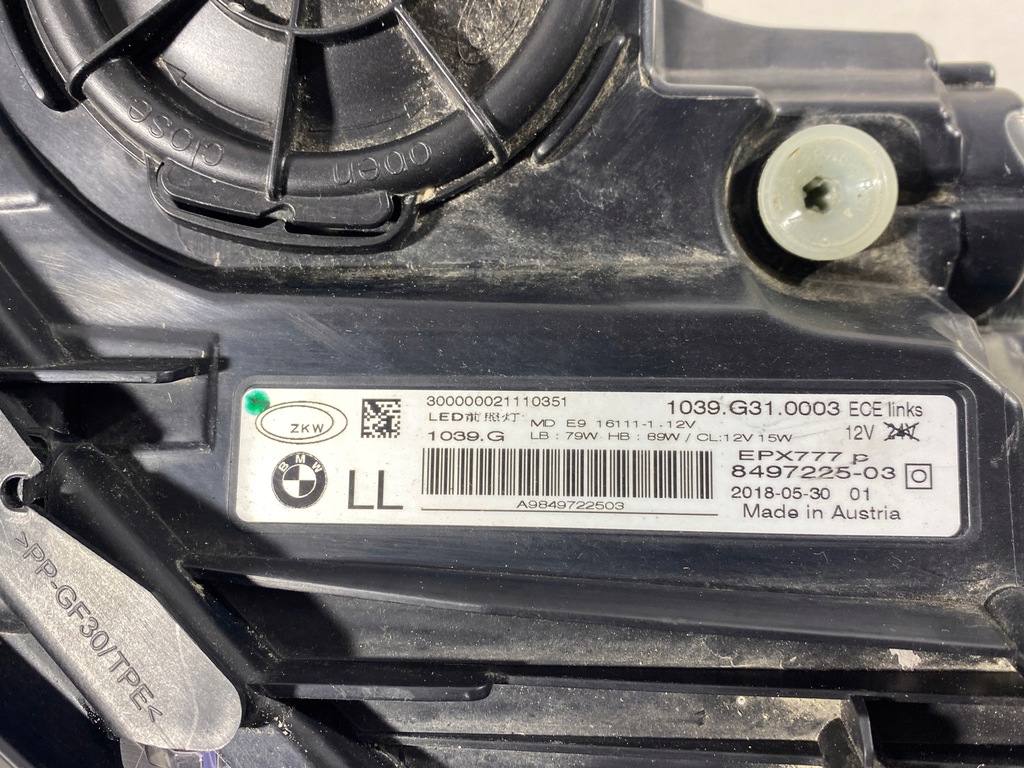 close
open
ZKW
300000021110351
LED前照灯
MD E9 16111-1.12V
1039.G31.0003 ECE links
1039.G
LB : 79W HB : 89W / CL:12V 15W
12V 24V
BMW
LL
EPX777 p
8497225-03
A9849722503
2018-05-30 01
Made in Austria
>PP-GF30/TPE<